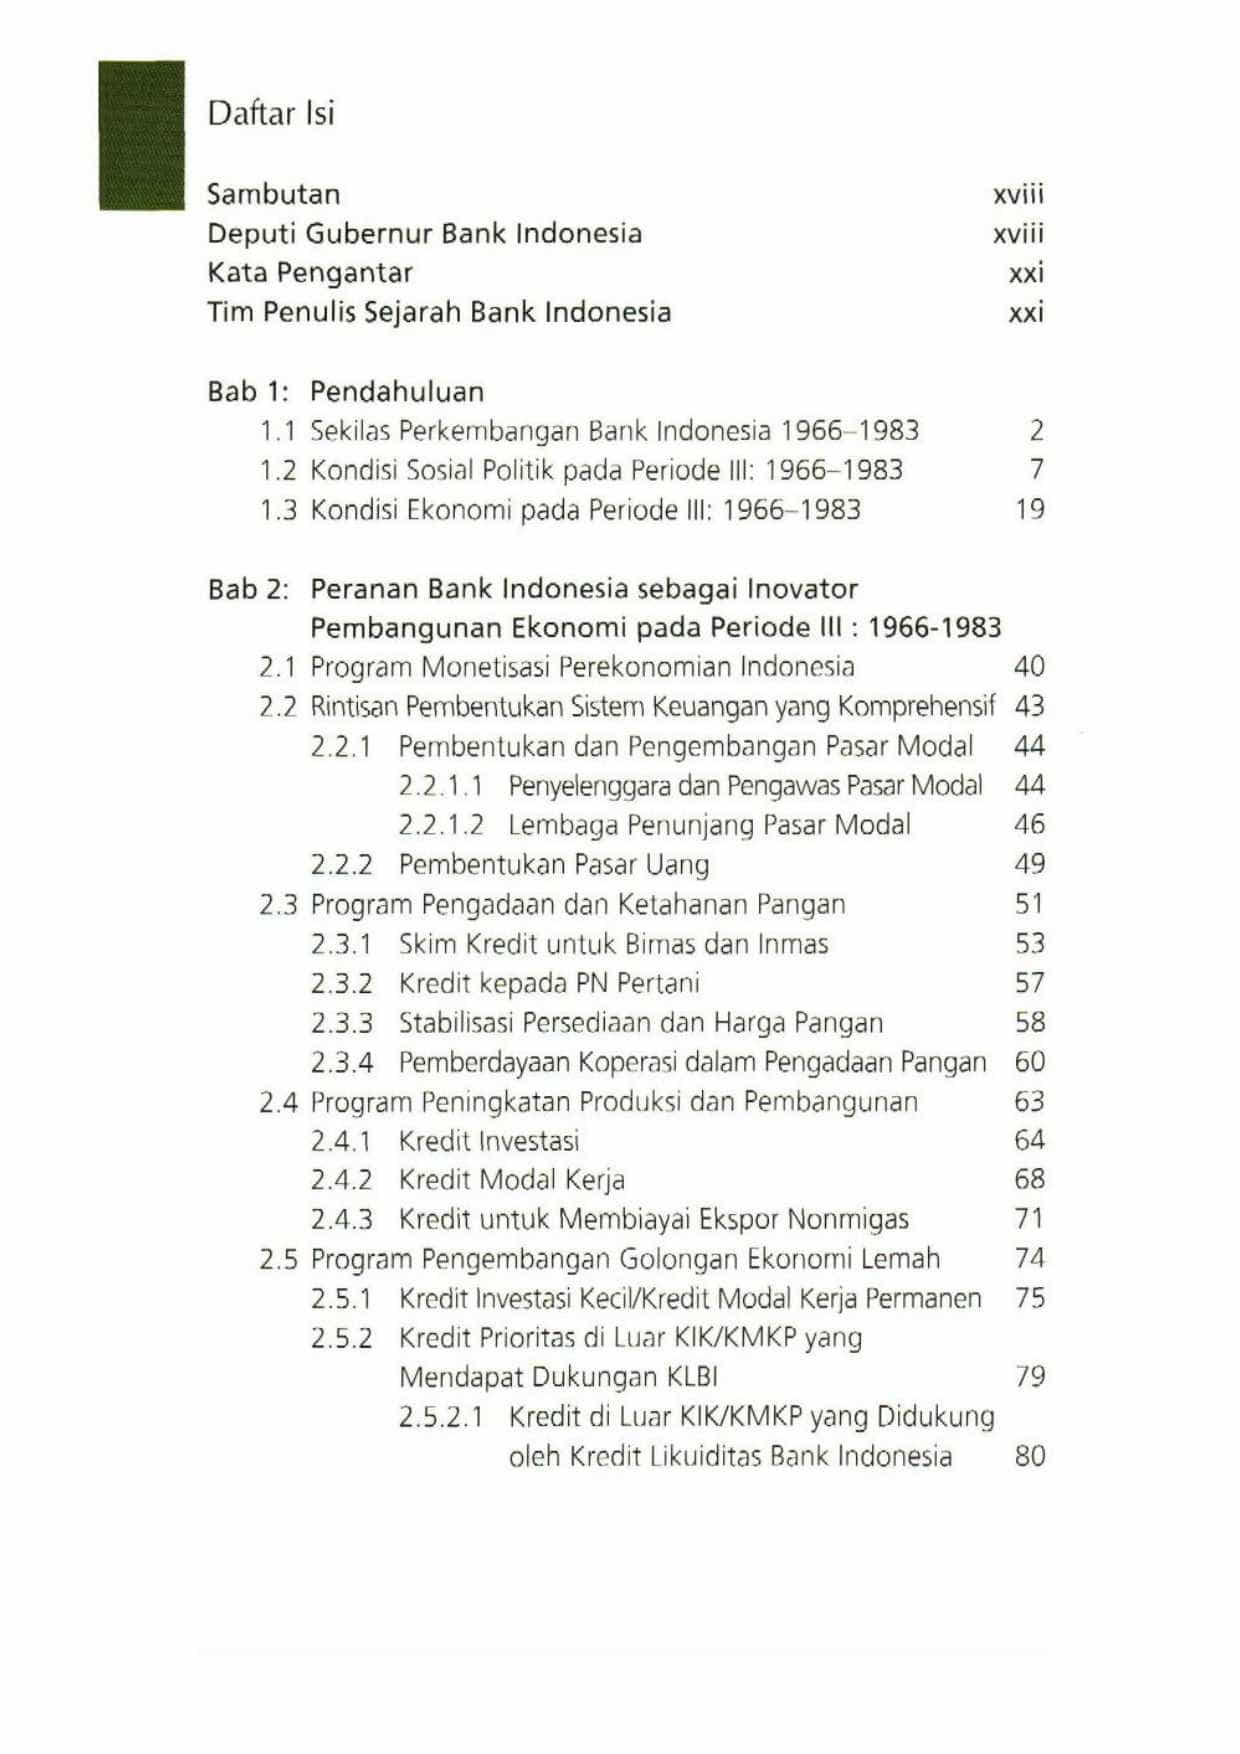 Daftar Isi
Sambutan xviii
Deputi Gubernur Bank Indonesia xviii
Kata Pengantar xxi
Tim Penulis Sejarah Bank Indonesia xxi
Bab 1: Pendahuluan
1.1 Sekilas Perkembangan Bank Indonesia 1966–1983 2
1.2 Kondisi Sosial Politik pada Periode III: 1966–1983 7
1.3 Kondisi Ekonomi pada Periode III: 1966–1983 19
Bab 2: Peranan Bank Indonesia sebagai Inovator
Pembangunan Ekonomi pada Periode III : 1966-1983
2.1 Program Monetisasi Perekonomian Indonesia 40
2.2 Rintisan Pembentukan Sistem Keuangan yang Komprehensif 43
2.2.1 Pembentukan dan Pengembangan Pasar Modal 44
2.2.1.1 Penyelenggara dan Pengawas Pasar Modal 44
2.2.1.2 Lembaga Penunjang Pasar Modal 46
2.2.2 Pembentukan Pasar Uang 49
2.3 Program Pengadaan dan Ketahanan Pangan 51
2.3.1 Skim Kredit untuk Bimas dan Inmas 53
2.3.2 Kredit kepada PN Pertani 57
2.3.3 Stabilisasi Persediaan dan Harga Pangan 58
2.3.4 Pemberdayaan Koperasi dalam Pengadaan Pangan 60
2.4 Program Peningkatan Produksi dan Pembangunan 63
2.4.1 Kredit Investasi 64
2.4.2 Kredit Modal Kerja 68
2.4.3 Kredit untuk Membiayai Ekspor Nonmigas 71
2.5 Program Pengembangan Golongan Ekonomi Lemah 74
2.5.1 Kredit Investasi Kecil/Kredit Modal Kerja Permanen 75
2.5.2 Kredit Prioritas di Luar KIK/KMKP yang
Mendapat Dukungan KLBI 79
2.5.2.1 Kredit di Luar KIK/KMKP yang Didukung
oleh Kredit Likuiditas Bank Indonesia 80